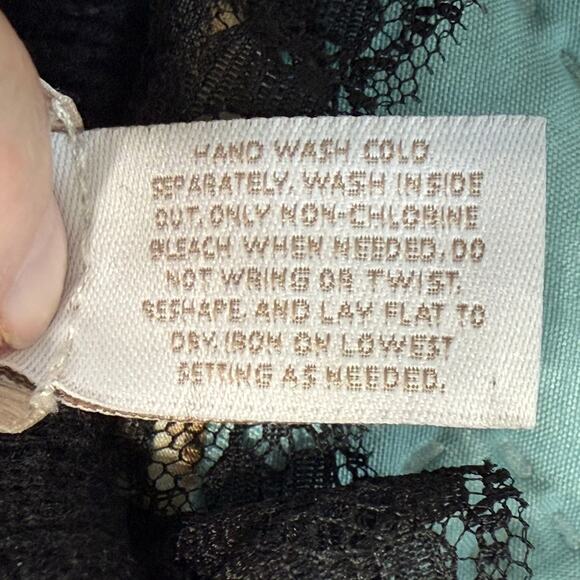 HAND WASH COLD
SEPARATELY. WASH INSIDE
OUT. ONLY NON-CHLORINE
BLEACH WHEN NEEDED. DO
NOT WRING OR TWIST.
RESHAPE AND LAY FLAT TO
DRY. IRON ON LOWEST
SETTING AS NEEDED.